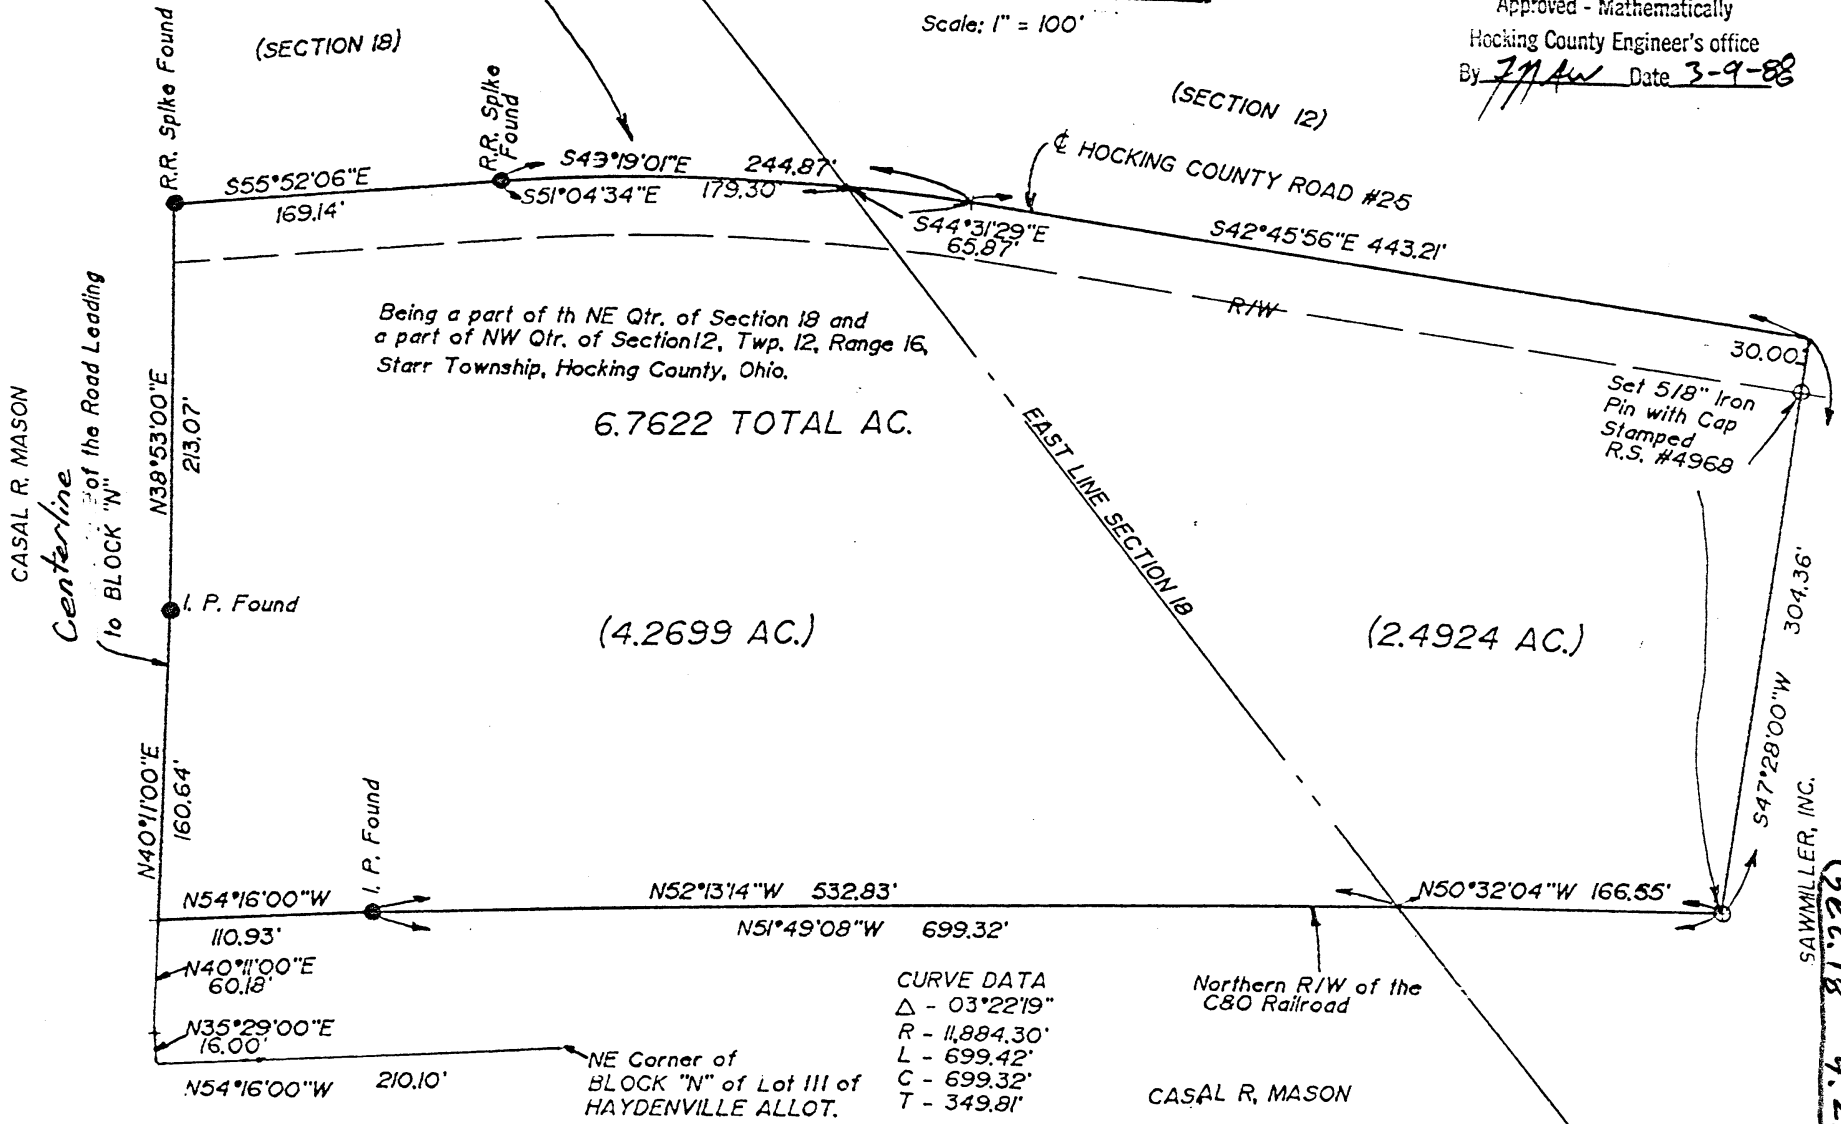 Scale: 1" = 100'
Approved - Mathematically
Hocking County Engineer's office
By Date 3-9-88
(SECTION 18)
(SECTION 12)
R.R. Spike Found
R.R. Spike
Found
℄ HOCKING COUNTY ROAD #25
S55°52'06"E
169.14'
S43°19'01"E 244.87'
S51°04'34"E 179.30'
S44°31'29"E
65.87'
S42°45'56"E 443.21'
R/W
30.00'
Set 5/8" Iron
Pin with Cap
Stamped
R.S. #4968
Being a part of th NE Qtr. of Section 18 and
a part of NW Qtr. of Section 12, Twp. 12, Range 16,
Starr Township, Hocking County, Ohio.
6.7622 TOTAL AC.
EAST LINE SECTION 18
(4.2699 AC.)
(2.4924 AC.)
CASAL R. MASON
Centerline
of the Road Leading
to BLOCK "N"
N38°53'00"E
213.07'
I. P. Found
N40°11'00"E
160.64'
I. P. Found
304.36'
S47°28'00"W
SAWMILLER, INC.
N54°16'00"W
110.93'
N52°13'14"W 532.83'
N51°49'08"W 699.32'
N50°32'04"W 166.55'
N40°11'00"E
60.18'
N35°29'00"E
16.00'
N54°16'00"W 210.10'
NE Corner of
BLOCK "N" of Lot 111 of
HAYDENVILLE ALLOT.
CURVE DATA
Δ - 03°22'19"
R - 11,884.30'
L - 699.42'
C - 699.32'
T - 349.81'
Northern R/W of the
C&O Railroad
CASAL R. MASON